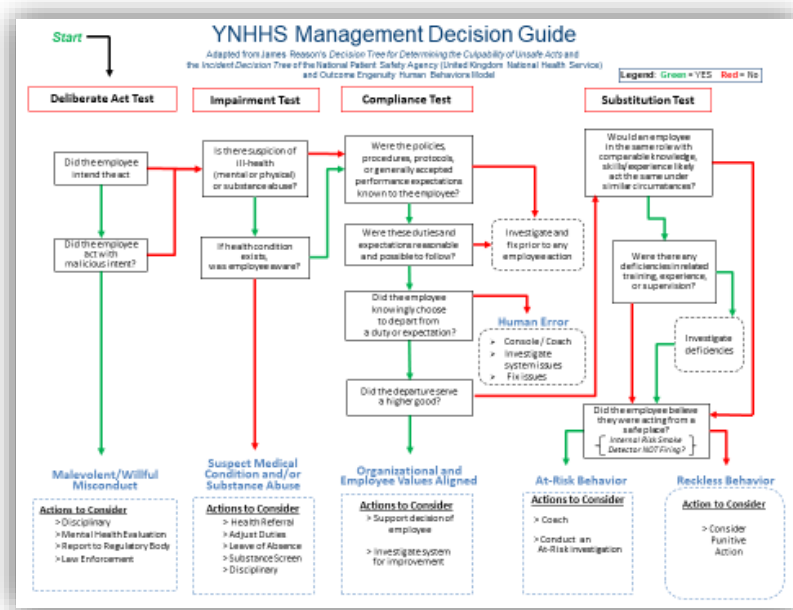 Start
YNHHS Management Decision Guide
Adapted from James Reason's Decision Tree for Determining the Culpability of Unsafe Acts and
the Incident Decision Tree of the National Patient Safety Agency (United Kingdom National Health Service)
and Outcome Engenuity Human Behaviors Model
Legend: Green = YES Red = No
Deliberate Act Test
Did the employee
intend the act
Did the employee
act with
malicious intent?
Malevolent/Willful
Misconduct
Actions to Consider
> Disciplinary
> Mental Health Evaluation
> Report to Regulatory Body
> Law Enforcement
Impairment Test
Is there suspicion of
ill-health
(mental or physical)
or substance abuse?
If health condition
exists,
was employee aware?
Suspect Medical
Condition and/or
Substance Abuse
Actions to Consider
> Health Referral
> Adjust Duties
> Leave of Absence
> Substance Screen
> Disciplinary
Compliance Test
Were the policies,
procedures, protocols,
or generally accepted
performance expectations
known to the employee?
Were these duties and
expectations reasonable
and possible to follow?
Investigate and
fix prior to any
employee action
Did the employee
knowingly choose
to depart from
a duty or expectation?
Human Error
➢ Console / Coach
➢ Investigate
system issues
➢ Fix issues
Did the departure serve
a higher good?
Organizational and
Employee Values Aligned
Actions to Consider
> Support decision of
employee
> Investigate system
for improvement
Substitution Test
Would an employee
in the same role with
comparable knowledge,
skills/experience likely
act the same under
similar circumstances?
Were there any
deficiencies in related
training, experience,
or supervision?
Investigate
deficiencies
Did the employee believe
they were acting from a
safe place?
Internal Risk Smoke
Detector NOT Firing?
At-Risk Behavior
Actions to Consider
> Coach
> Conduct an
At-Risk Investigation
Reckless Behavior
Action to Consider
> Consider
Punitive
Action